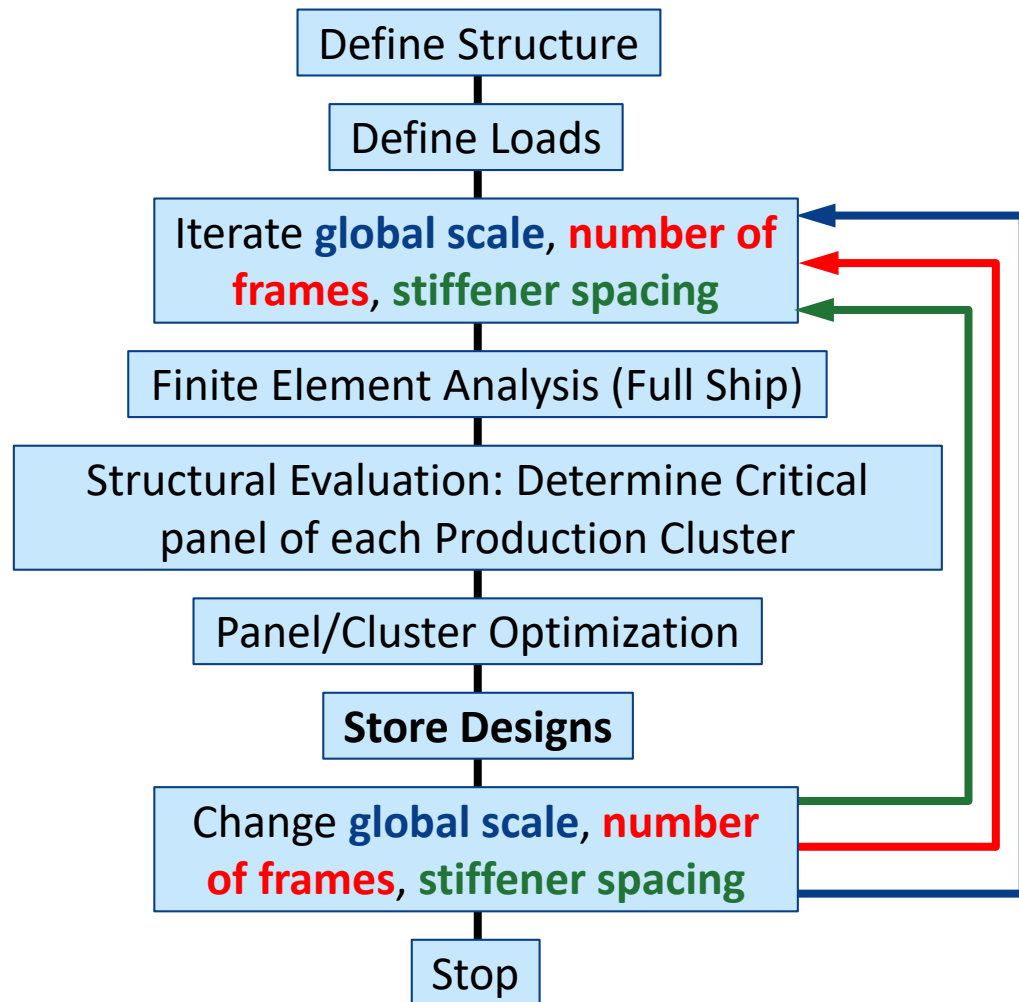 Define Structure
Define Loads
Iterate global scale, number of
frames, stiffener spacing
Finite Element Analysis (Full Ship)
Structural Evaluation: Determine Critical
panel of each Production Cluster
Panel/Cluster Optimization
Store Designs
Change global scale, number
of frames, stiffener spacing
Stop